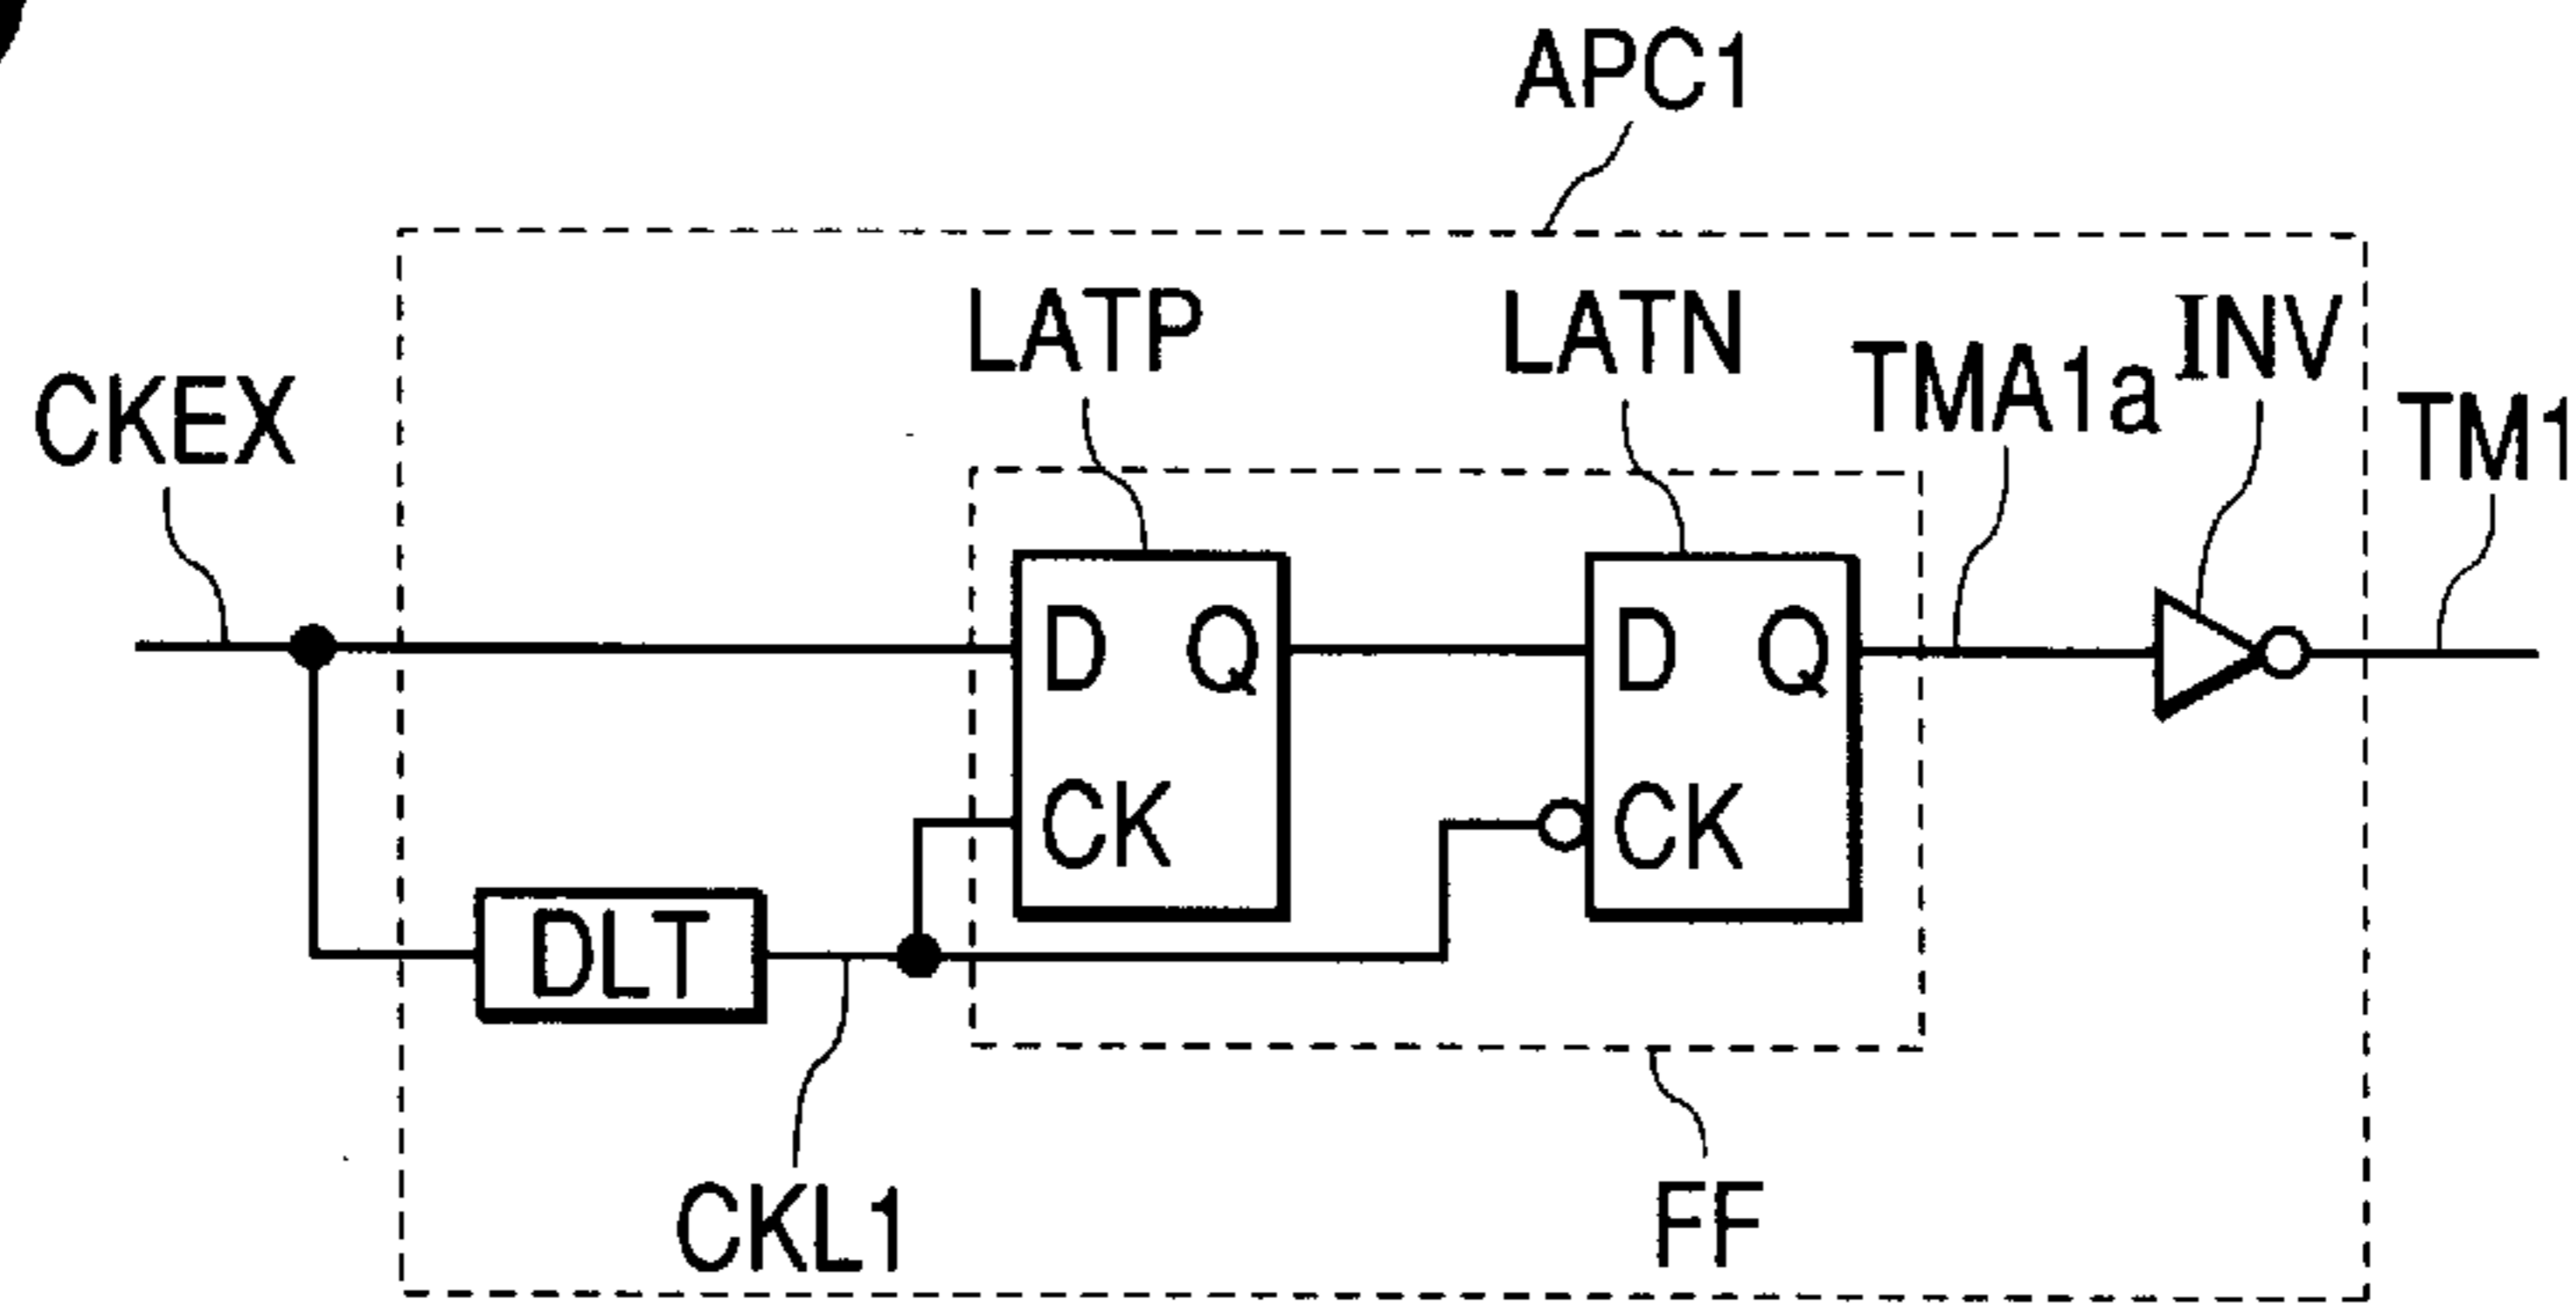 APC1
LATP
LATN
INV
TMA1a
CKEX
TM1
D Q
D Q
CK
CK
DLT
CKL1
FF